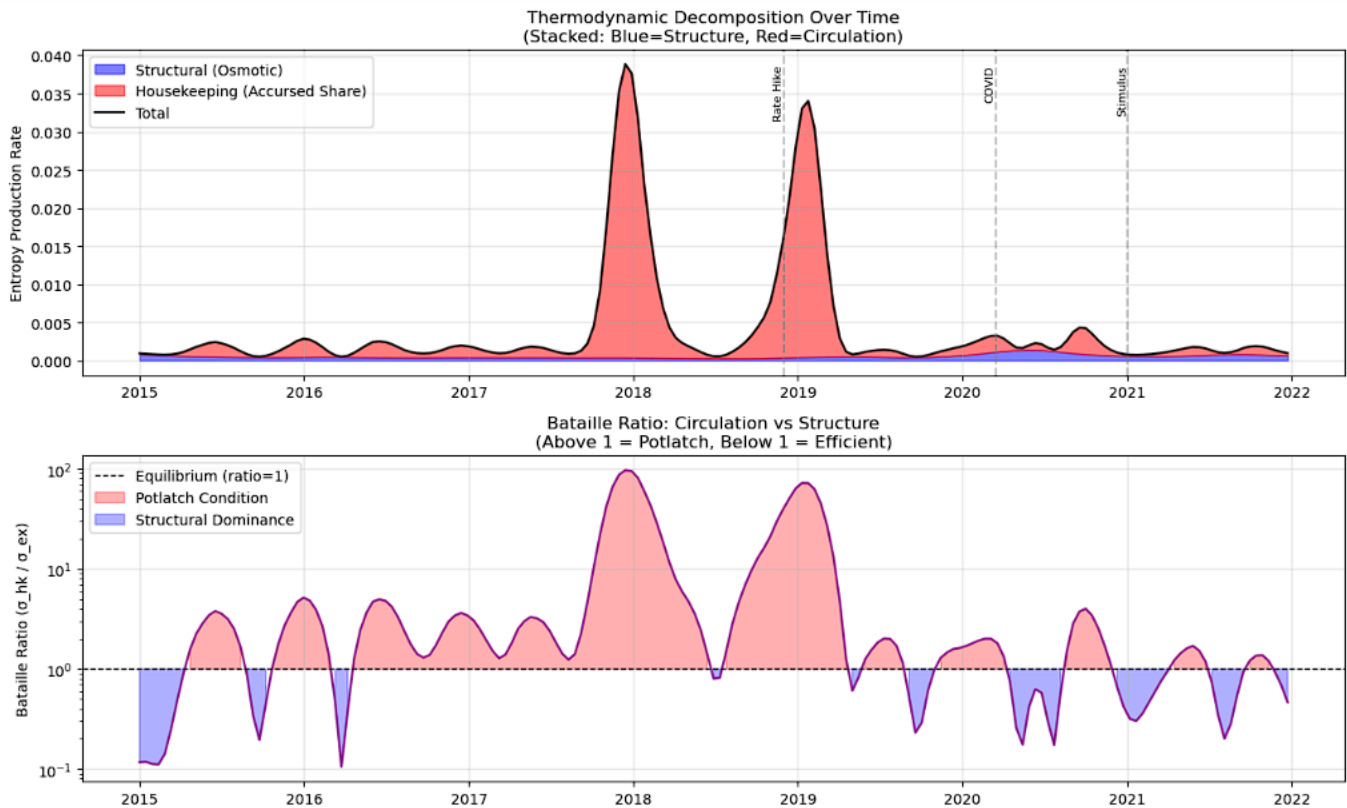 Thermodynamic Decomposition Over Time
(Stacked: Blue=Structure, Red=Circulation)
Structural (Osmotic)
Housekeeping (Accursed Share)
Total
Rate Hike
COVID
Stimulus
Entropy Production Rate
0.040
0.035
0.030
0.025
0.020
0.015
0.010
0.005
0.000
2015 2016 2017 2018 2019 2020 2021 2022
Bataille Ratio: Circulation vs Structure
(Above 1 = Potlatch, Below 1 = Efficient)
Equilibrium (ratio=1)
Potlatch Condition
Structural Dominance
Bataille Ratio (σ_hk / σ_ex)
10²
10¹
10⁰
10⁻¹
2015 2016 2017 2018 2019 2020 2021 2022